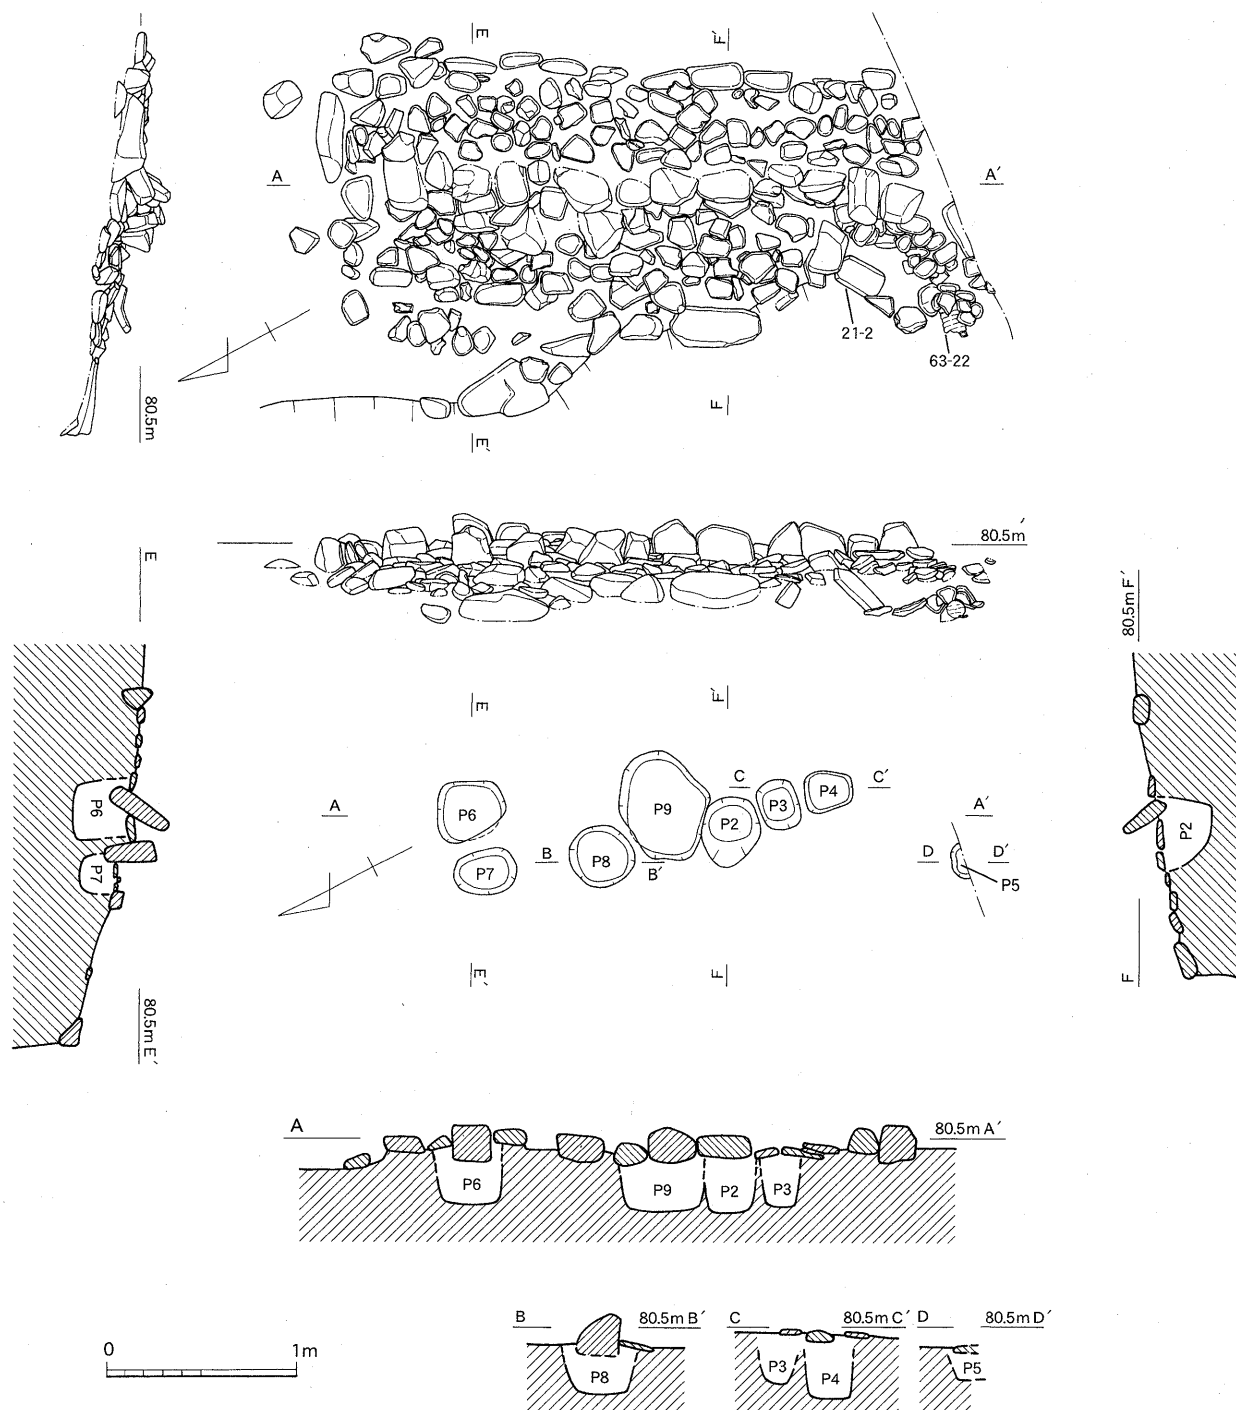 E F′
A A′
21-2
63-22
80.5m
F
E′
80.5m′
E
80.5m F′
E F′
C C′
P4
P3
A P6 P9 P2 A′
P6 B P8 B′ D D′ P2
P7 P7 P5
F
E′ F
80.5m E′
A 80.5m A′
P6 P9 P2 P3
B 80.5m B′ C 80.5m C′ D 80.5m D′
P8 P3 P4 P5
0 1m